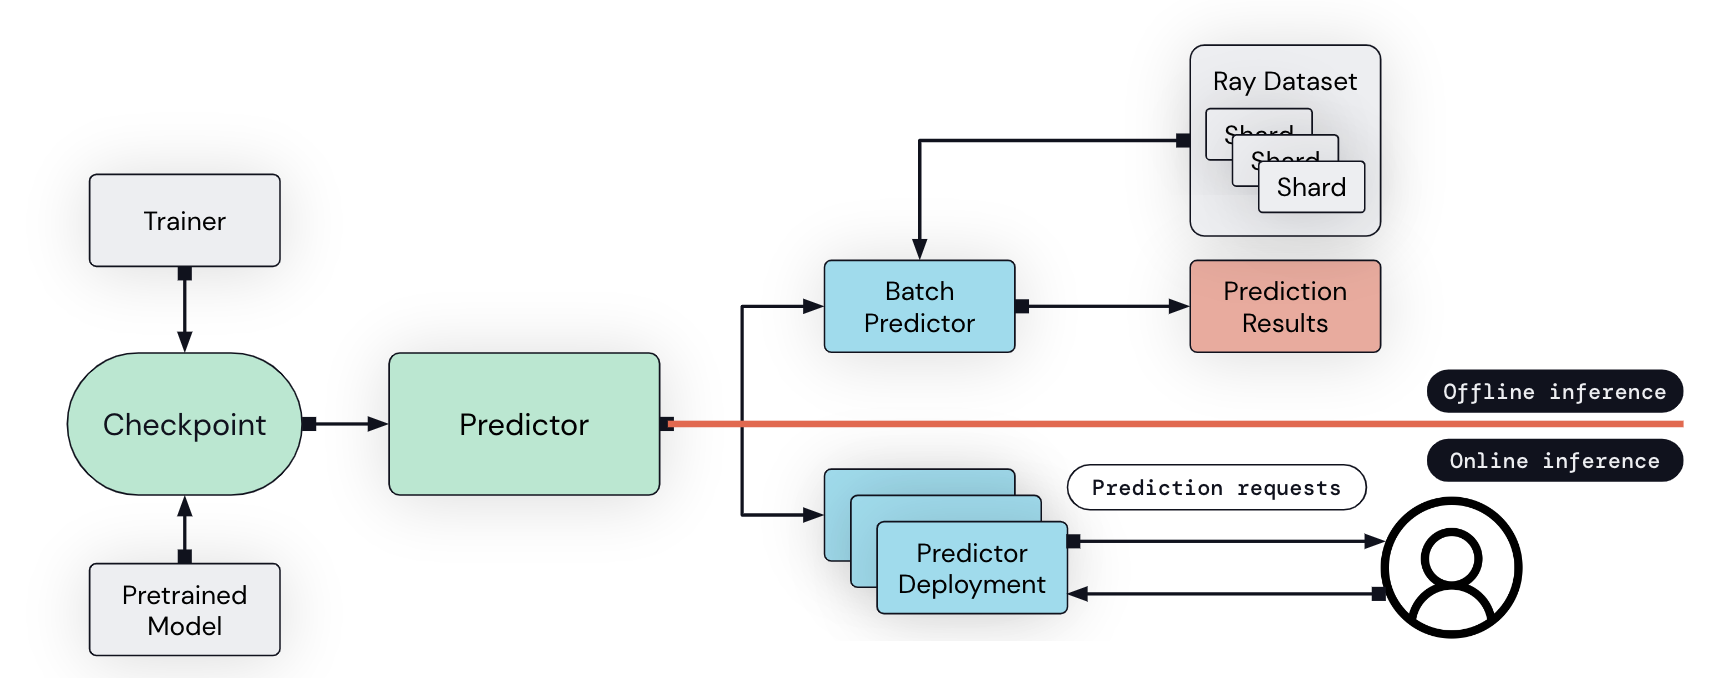 Ray Dataset
Shard
Shard
Shard
Trainer
Batch
Predictor
Prediction
Results
Checkpoint
Predictor
Offline inference
Online inference
Prediction requests
Predictor
Deployment
Pretrained
Model